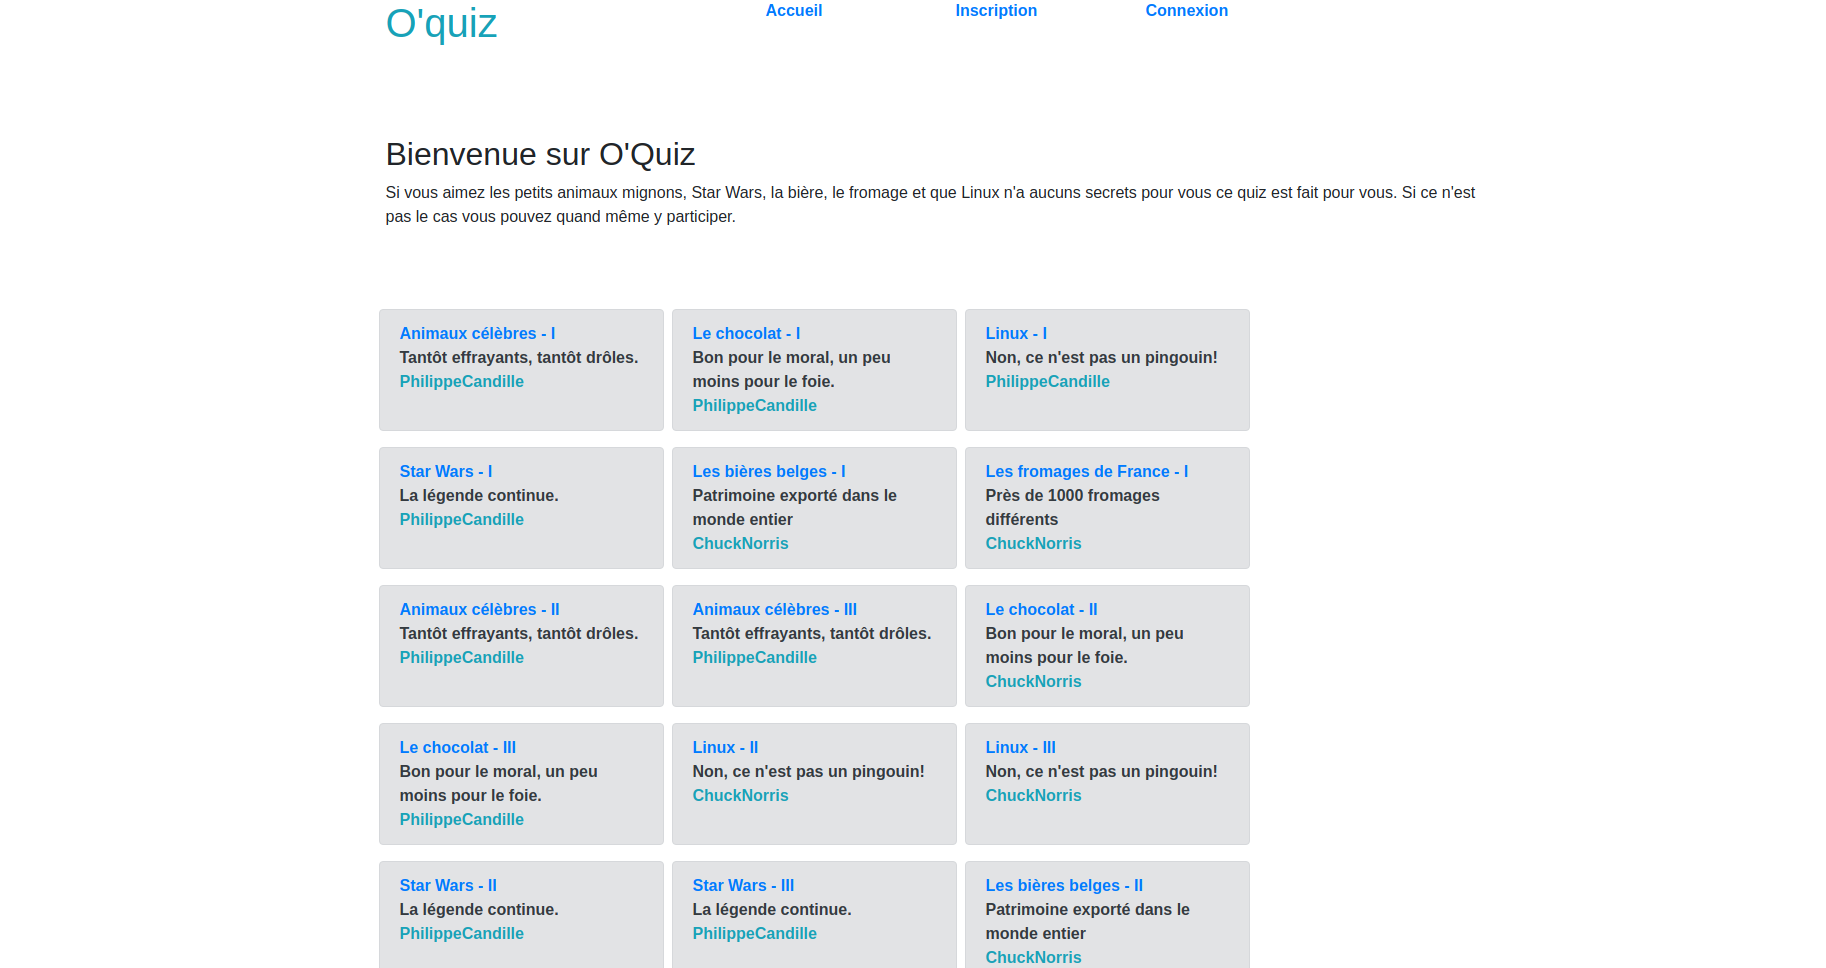 O'quiz
Accueil
Inscription
Connexion
Bienvenue sur O'Quiz
Si vous aimez les petits animaux mignons, Star Wars, la bière, le fromage et que Linux n'a aucuns secrets pour vous ce quiz est fait pour vous. Si ce n'est
pas le cas vous pouvez quand même y participer.
Animaux célèbres - I
Tantôt effrayants, tantôt drôles.
PhilippeCandille
Le chocolat - I
Bon pour le moral, un peu
moins pour le foie.
PhilippeCandille
Linux - I
Non, ce n'est pas un pingouin!
PhilippeCandille
Star Wars - I
La légende continue.
PhilippeCandille
Les bières belges - I
Patrimoine exporté dans le
monde entier
ChuckNorris
Les fromages de France - I
Près de 1000 fromages
différents
ChuckNorris
Animaux célèbres - II
Tantôt effrayants, tantôt drôles.
PhilippeCandille
Animaux célèbres - III
Tantôt effrayants, tantôt drôles.
PhilippeCandille
Le chocolat - II
Bon pour le moral, un peu
moins pour le foie.
ChuckNorris
Le chocolat - III
Bon pour le moral, un peu
moins pour le foie.
PhilippeCandille
Linux - II
Non, ce n'est pas un pingouin!
ChuckNorris
Linux - III
Non, ce n'est pas un pingouin!
ChuckNorris
Star Wars - II
La légende continue.
PhilippeCandille
Star Wars - III
La légende continue.
PhilippeCandille
Les bières belges - II
Patrimoine exporté dans le
monde entier
ChuckNorris